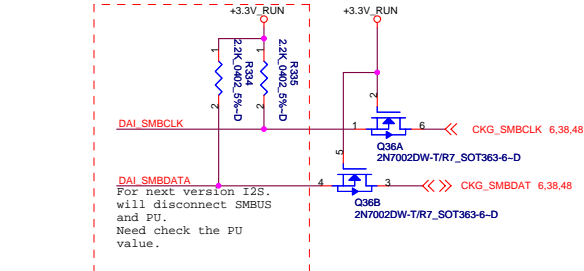 +3.3V_RUN
+3.3V_RUN
1
1
2.2K_0402_5%~D
R334
2.2K_0402_5%~D
R335
2
2
2
DAI_SMBCLK
1
6
CKG_SMBCLK 6,38,48
Q36A
2N7002DW-T/R7_SOT363-6~D
5
DAI_SMBDATA
4
3
CKG_SMBDAT 6,38,48
Q36B
2N7002DW-T/R7_SOT363-6~D
For next version I2S.
will disconnect SMBUS
and PU.
Need check the PU
value.